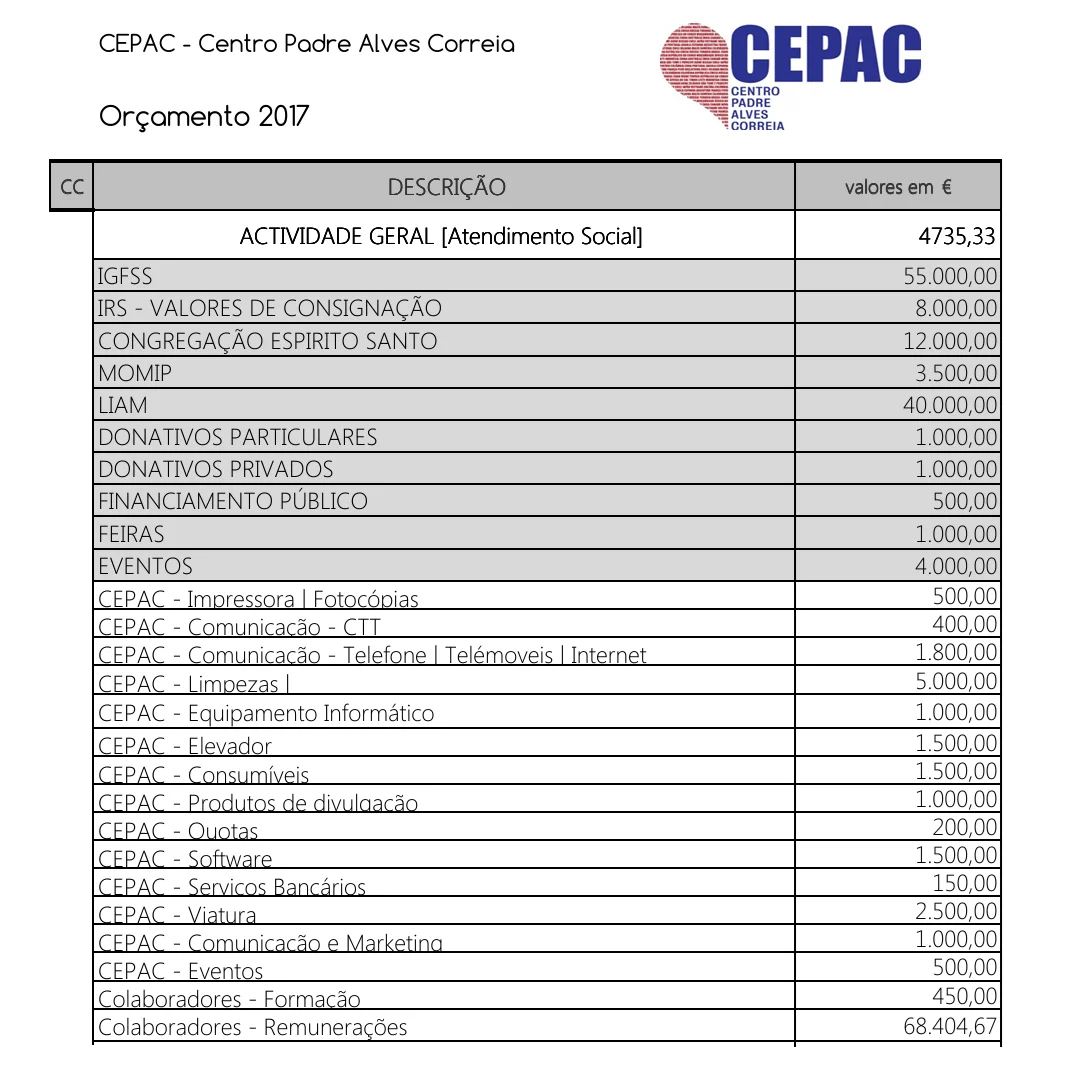 CEPAC - Centro Padre Alves Correia
CEPAC
CENTRO
PADRE
ALVES
CORREIA
Orçamento 2017
CC DESCRIÇÃO valores em €
ACTIVIDADE GERAL [Atendimento Social] 4735,33
IGFSS 55.000,00
IRS - VALORES DE CONSIGNAÇÃO 8.000,00
CONGREGAÇÃO ESPIRITO SANTO 12.000,00
MOMIP 3.500,00
LIAM 40.000,00
DONATIVOS PARTICULARES 1.000,00
DONATIVOS PRIVADOS 1.000,00
FINANCIAMENTO PÚBLICO 500,00
FEIRAS 1.000,00
EVENTOS 4.000,00
CEPAC - Impressora | Fotocópias 500,00
CEPAC - Comunicação - CTT 400,00
CEPAC - Comunicação - Telefone | Telémoveis | Internet 1.800,00
CEPAC - Limpezas | 5.000,00
CEPAC - Equipamento Informático 1.000,00
CEPAC - Elevador 1.500,00
CEPAC - Consumíveis 1.500,00
CEPAC - Produtos de divulgação 1.000,00
CEPAC - Quotas 200,00
CEPAC - Software 1.500,00
CEPAC - Serviços Bancários 150,00
CEPAC - Viatura 2.500,00
CEPAC - Comunicação e Marketing 1.000,00
CEPAC - Eventos 500,00
Colaboradores - Formação 450,00
Colaboradores - Remunerações 68.404,67